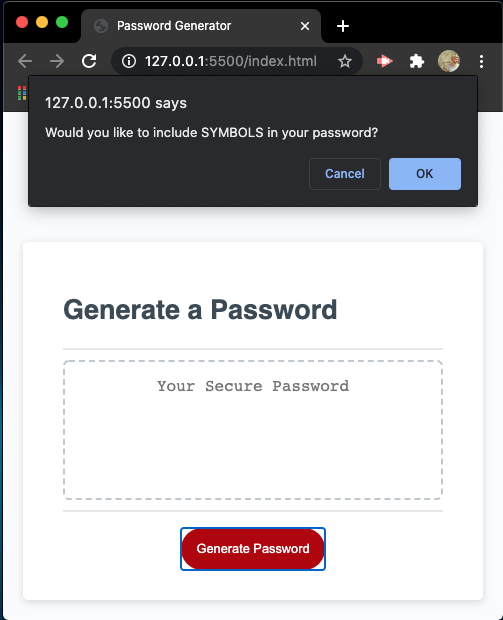 Password Generator
127.0.0.1:5500/index.html
127.0.0.1:5500 says
Would you like to include SYMBOLS in your password?
Cancel OK
Generate a Password
Your Secure Password
Generate Password